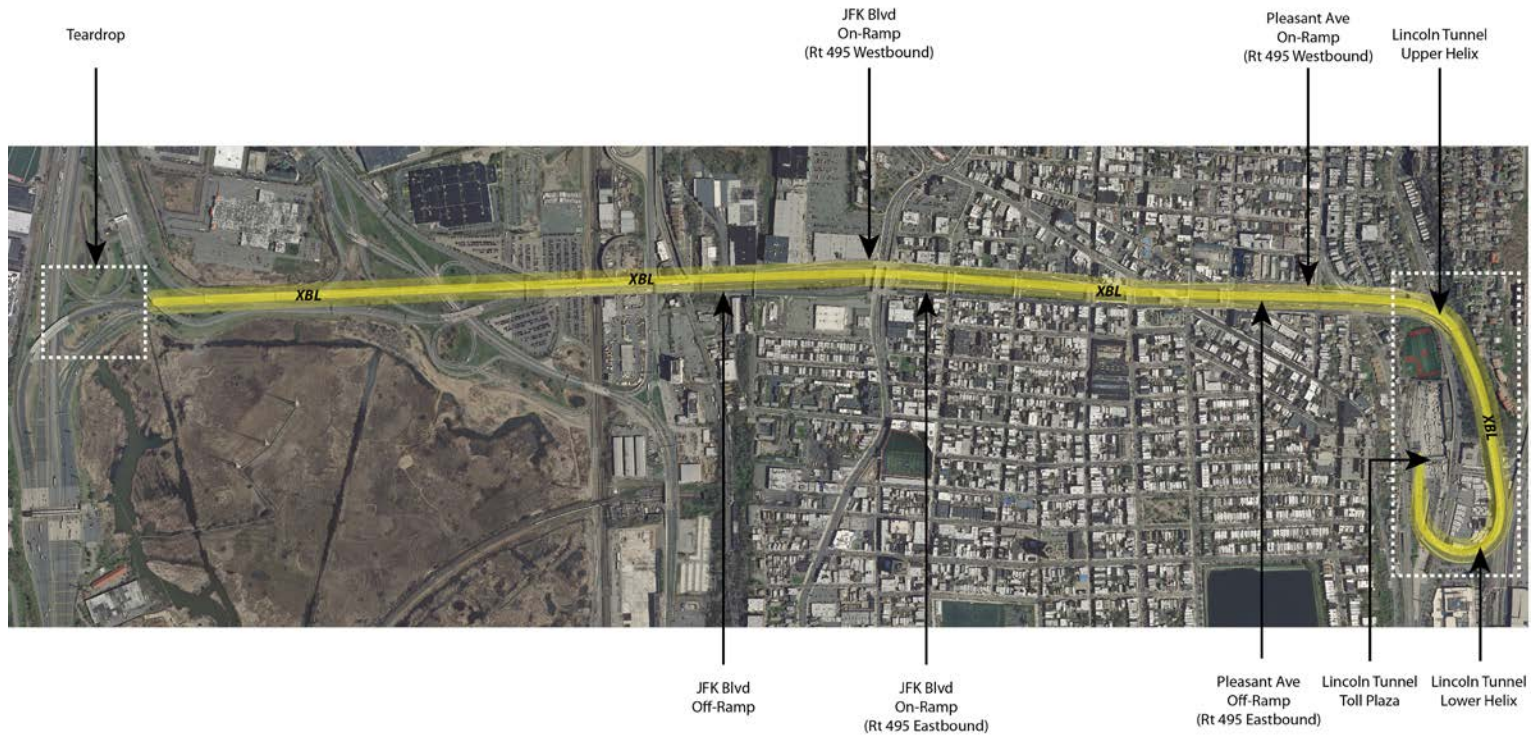 Teardrop
JFK Blvd
On-Ramp
(Rt 495 Westbound)
Pleasant Ave
On-Ramp
(Rt 495 Westbound)
Lincoln Tunnel
Upper Helix
XBL
XBL
XBL
XBL
JFK Blvd
Off-Ramp
JFK Blvd
On-Ramp
(Rt 495 Eastbound)
Pleasant Ave
Off-Ramp
(Rt 495 Eastbound)
Lincoln Tunnel
Toll Plaza
Lincoln Tunnel
Lower Helix